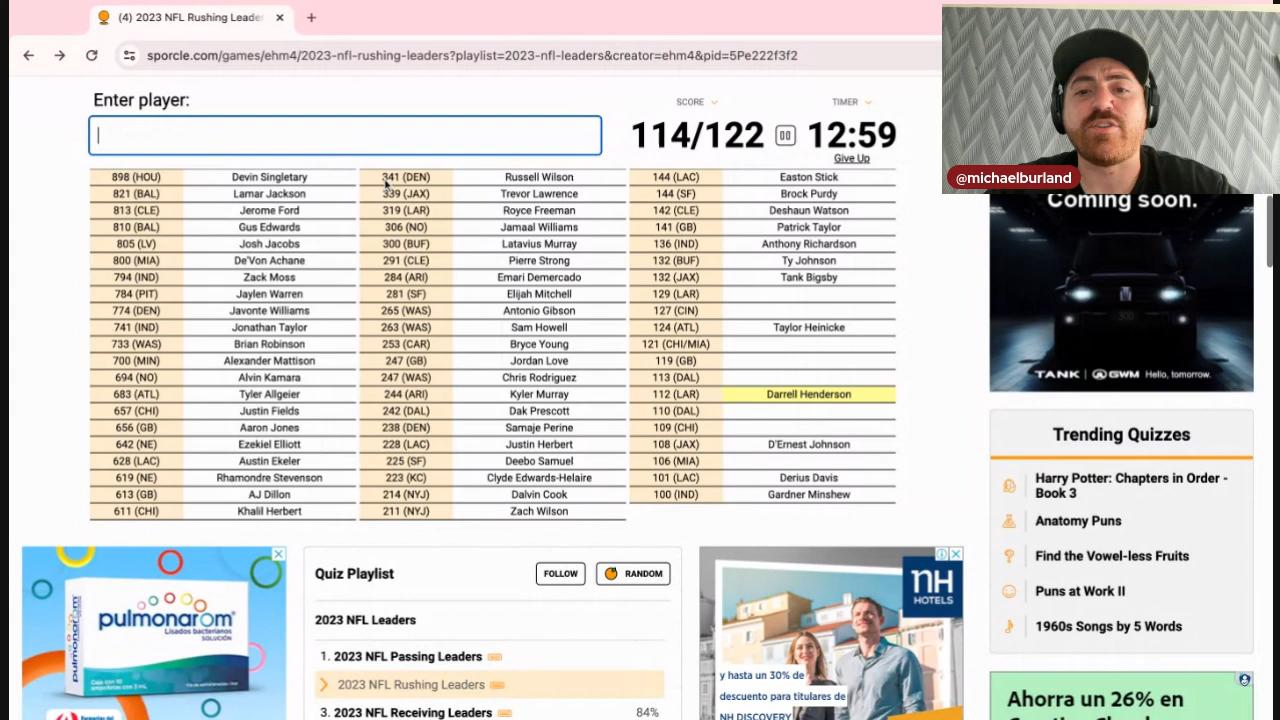 (4) 2023 NFL Rushing Leade
sporcle.com/games/ehm4/2023-nfl-rushing-leaders?playlist=2023-nfl-leaders&creator=ehm4&pid=5Pe222f3f2
@michaelburland
Enter player:
SCORE
TIMER
114/122
12:59
Give Up
898 (HOU) Devin Singletary 341 (DEN) Russell Wilson 144 (LAC) Easton Stick
821 (BAL) Lamar Jackson 339 (JAX) Trevor Lawrence 144 (SF) Brock Purdy
813 (CLE) Jerome Ford 319 (LAR) Royce Freeman 142 (CLE) Deshaun Watson
810 (BAL) Gus Edwards 306 (NO) Jamaal Williams 141 (GB) Patrick Taylor
805 (LV) Josh Jacobs 300 (BUF) Latavius Murray 136 (IND) Anthony Richardson
800 (MIA) De'Von Achane 291 (CLE) Pierre Strong 132 (BUF) Ty Johnson
794 (IND) Zack Moss 284 (ARI) Emari Demercado 132 (JAX) Tank Bigsby
784 (PIT) Jaylen Warren 281 (SF) Elijah Mitchell 129 (LAR)
774 (DEN) Javonte Williams 265 (WAS) Antonio Gibson 127 (CIN)
741 (IND) Jonathan Taylor 263 (WAS) Sam Howell 124 (ATL) Taylor Heinicke
733 (WAS) Brian Robinson 253 (CAR) Bryce Young 121 (CHI/MIA)
700 (MIN) Alexander Mattison 247 (GB) Jordan Love 119 (GB)
694 (NO) Alvin Kamara 247 (WAS) Chris Rodriguez 113 (DAL)
683 (ATL) Tyler Allgeier 244 (ARI) Kyler Murray 112 (LAR) Darrell Henderson
657 (CHI) Justin Fields 242 (DAL) Dak Prescott 110 (DAL)
656 (GB) Aaron Jones 238 (DEN) Samaje Perine 109 (CHI)
642 (NE) Ezekiel Elliott 228 (LAC) Justin Herbert 108 (JAX) D'Ernest Johnson
628 (LAC) Austin Ekeler 225 (SF) Deebo Samuel 106 (MIA)
619 (NE) Rhamondre Stevenson 223 (KC) Clyde Edwards-Helaire 101 (LAC) Derius Davis
613 (GB) AJ Dillon 214 (NYJ) Dalvin Cook 100 (IND) Gardner Minshew
611 (CHI) Khalil Herbert 211 (NYJ) Zach Wilson
Coming soon.
300
TANK | GWM Hello, tomorrow.
Trending Quizzes
Harry Potter: Chapters in Order -
Book 3
Anatomy Puns
Find the Vowel-less Fruits
Puns at Work II
1960s Songs by 5 Words
Ahorra un 26% en
pulmonarom
Lisados bacterianos
SOLUCIÓN
Quiz Playlist
FOLLOW
RANDOM
2023 NFL Leaders
1. 2023 NFL Passing Leaders
2023 NFL Rushing Leaders
3. 2023 NFL Receiving Leaders
84%
nH
HOTELS
y hasta un 30% de
descuento para titulares de
NH DISCOVERY